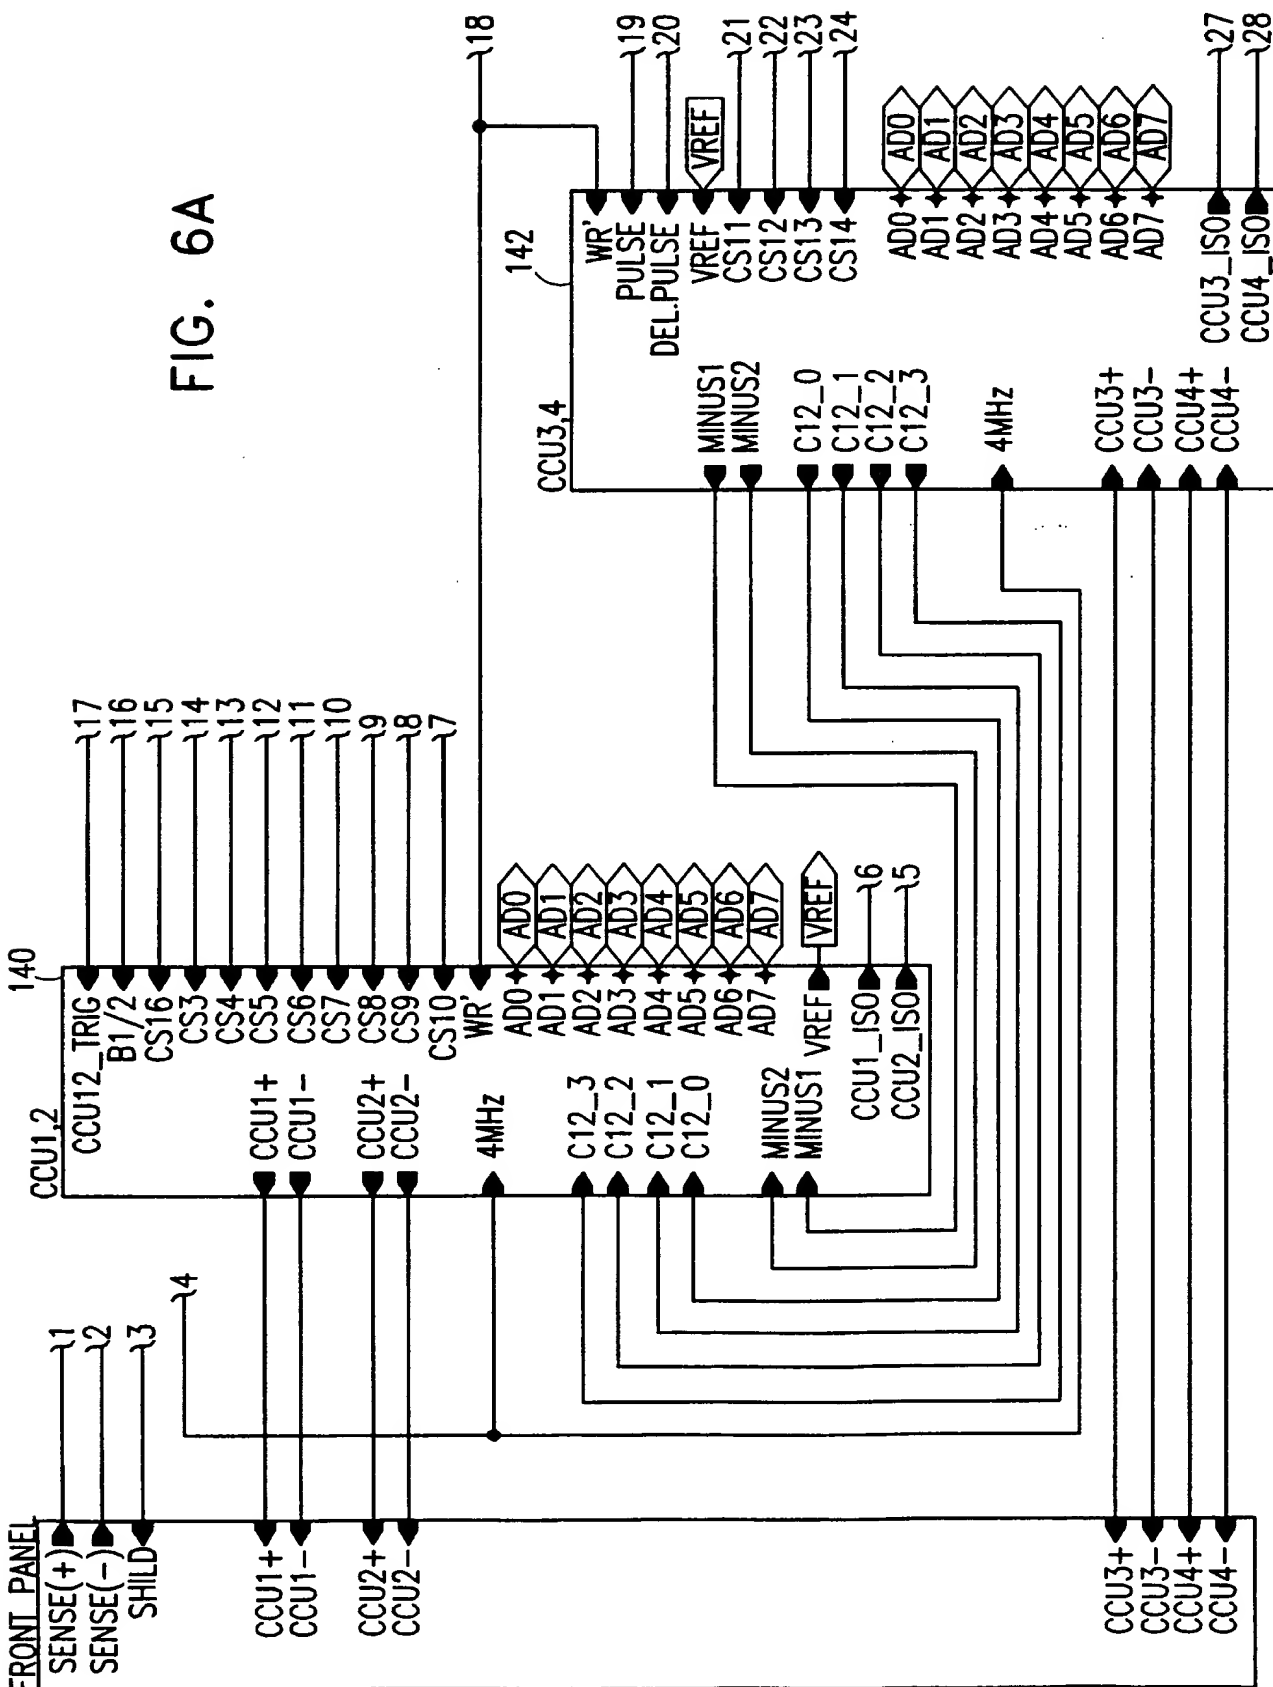 FIG. 6A
FRONT PANEL
SENSE(+)
SENSE(-)
SHILD
CCU1+
CCU1-
CCU2+
CCU2-
CCU3+
CCU3-
CCU4+
CCU4-
1
2
3
4
CCU1,2
140
CCU12_TRIG
B1/2
CS16
CS3
CS4
CS5
CS6
CS7
CS8
CS9
CS10
WR'
AD0
AD1
AD2
AD3
AD4
AD5
AD6
AD7
VREF
CCU1_ISO
CCU2_ISO
CCU1+
CCU1-
CCU2+
CCU2-
4MHz
C12_3
C12_2
C12_1
C12_0
MINUS2
MINUS1
17
16
15
14
13
12
11
10
9
8
7
18
AD0
AD1
AD2
AD3
AD4
AD5
AD6
AD7
VREF
6
5
CCU3,4
142
WR'
PULSE
DEL.PULSE
VREF
CS11
CS12
CS13
CS14
AD0
AD1
AD2
AD3
AD4
AD5
AD6
AD7
CCU3_ISO
CCU4_ISO
MINUS1
MINUS2
C12_0
C12_1
C12_2
C12_3
4MHz
CCU3+
CCU3-
CCU4+
CCU4-
19
20
VREF
21
22
23
24
AD0
AD1
AD2
AD3
AD4
AD5
AD6
AD7
27
28